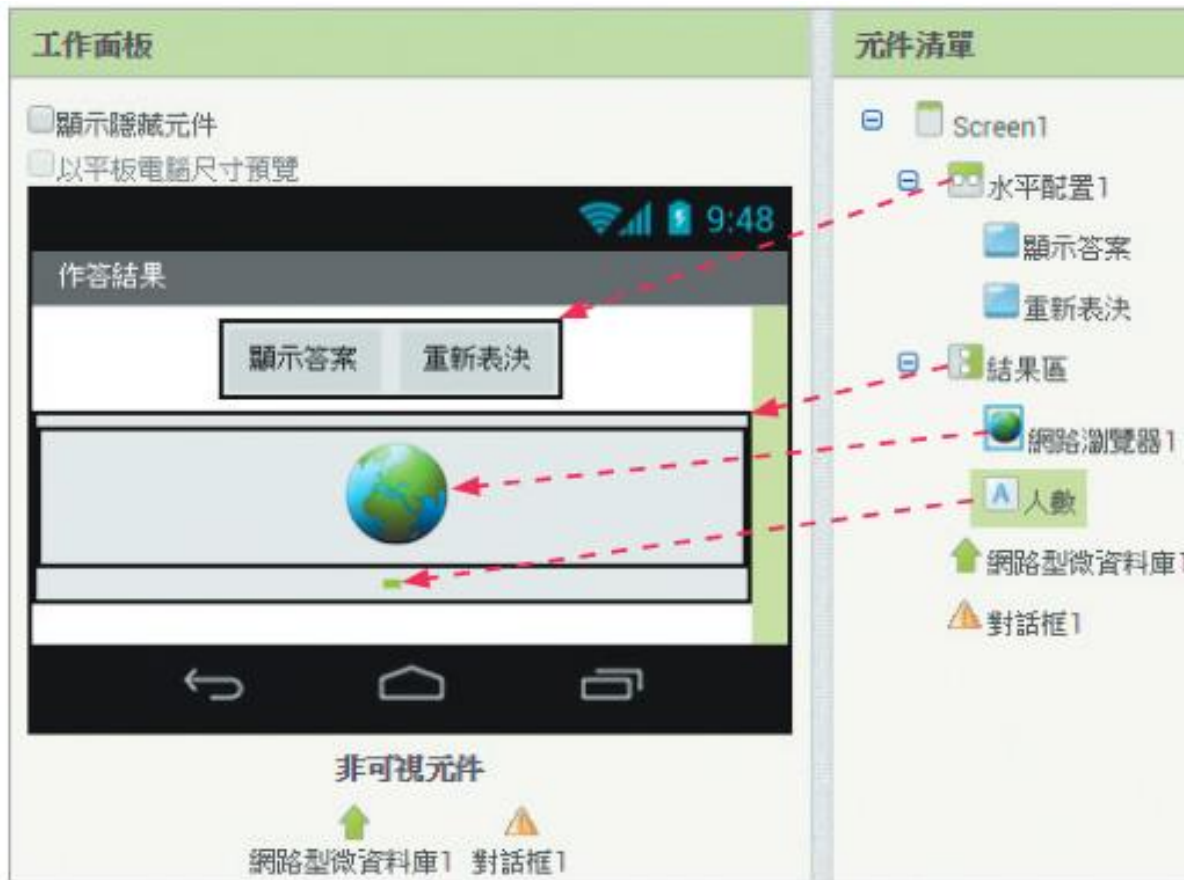 工作面板
顯示隱藏元件
以平板電腦尺寸預覽
9:48
作答結果
顯示答案
重新表決
非可視元件
網路型微資料庫1
對話框1
元件清單
Screen1
水平配置1
顯示答案
重新表決
結果區
網路瀏覽器1
A
人數
網路型微資料庫1
對話框1